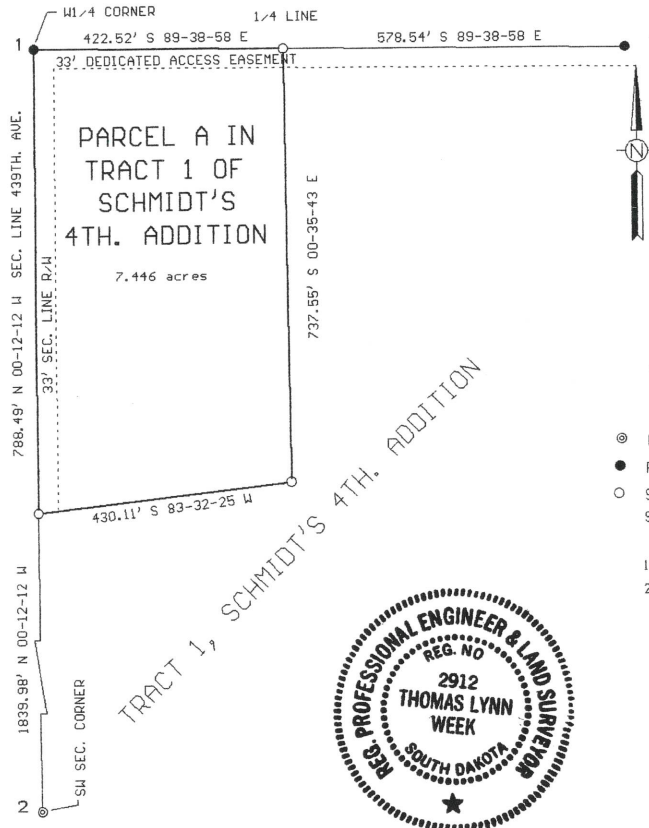 W1/4 CORNER
1/4 LINE
1
422.52' S 89-38-58 E
578.54' S 89-38-58 E
33' DEDICATED ACCESS EASEMENT
N
PARCEL A IN
TRACT 1 OF
SCHMIDT'S
4TH. ADDITION
7.446 acres
788.49' N 00-12-12 W SEC. LINE 439TH. AVE.
33' SEC. LINE R/W
737.55' S 00-35-43 E
430.11' S 83-32-25 W
TRACT 1, SCHMIDT'S 4TH. ADDITION
1839.98' N 00-12-12 W
SW SEC. CORNER
2
REG. PROFESSIONAL ENGINEER & LAND SURVEYOR
REG. NO
2912
THOMAS LYNN
WEEK
SOUTH DAKOTA